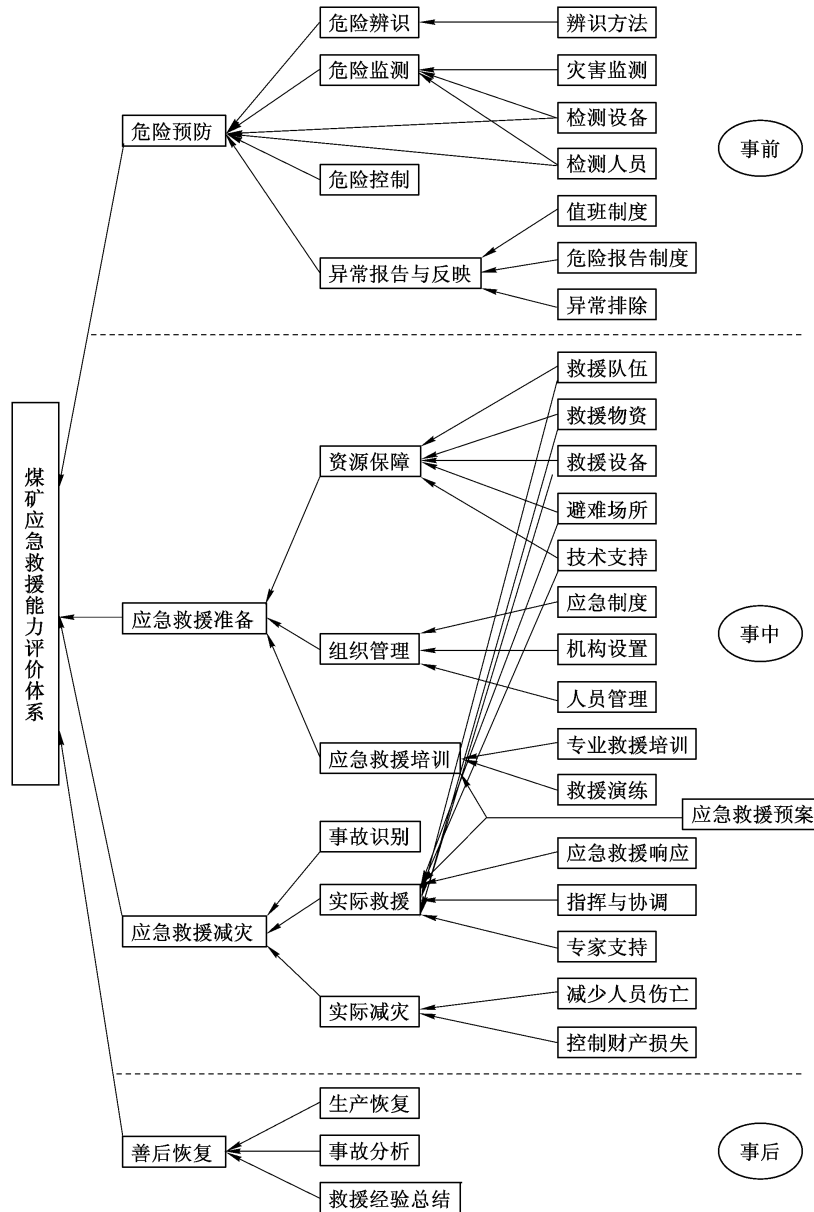 危险辨识
辨识方法
危险监测
灾害监测
检测设备
危险预防
事前
检测人员
危险控制
值班制度
危险报告制度
异常报告与反映
异常排除
救援队伍
救援物资
资源保障
救援设备
避难场所
技术支持
煤矿应急救援能力评价体系
应急救援准备
应急制度
事中
组织管理
机构设置
人员管理
专业救援培训
应急救援培训
救援演练
应急救援预案
事故识别
应急救援响应
实际救援
指挥与协调
应急救援减灾
专家支持
减少人员伤亡
实际减灾
控制财产损失
生产恢复
善后恢复
事故分析
事后
救援经验总结